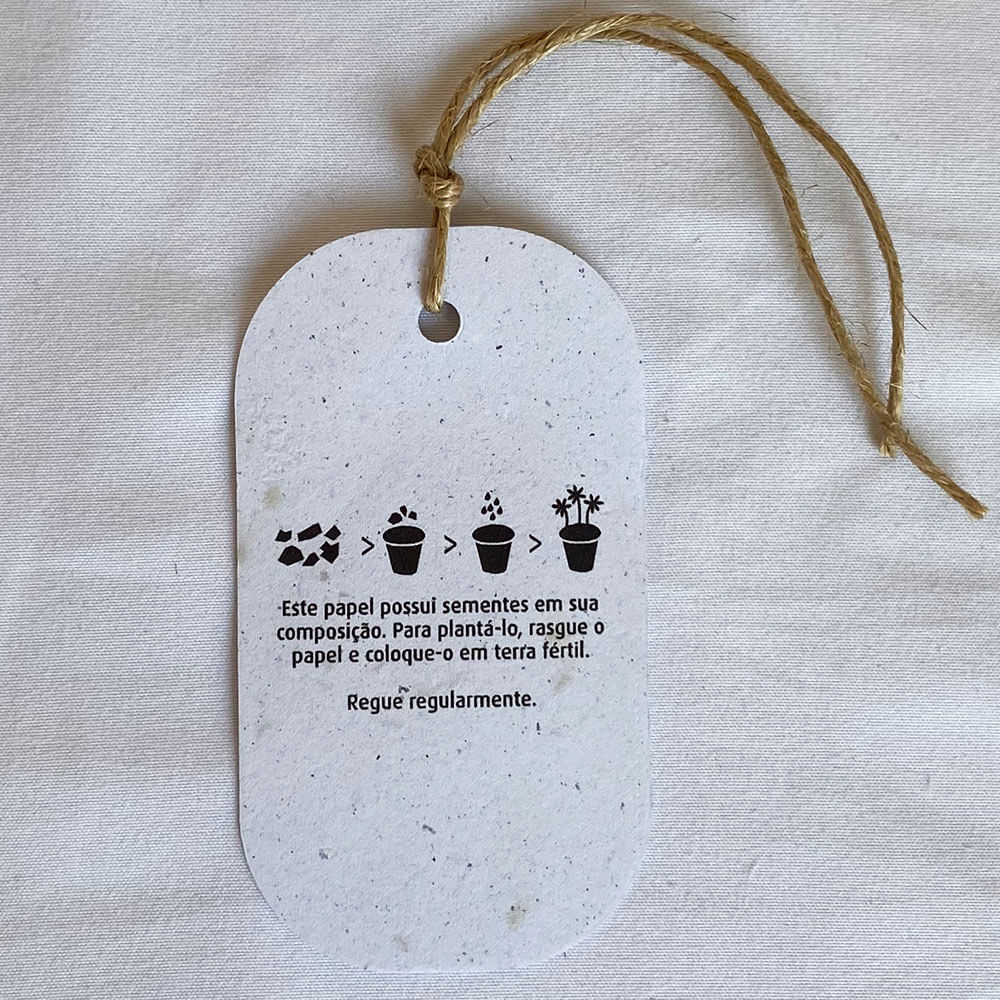 Este papel possui sementes em sua
composição. Para plantá-lo, rasgue o
papel e coloque-o em terra fértil.
Regue regularmente.